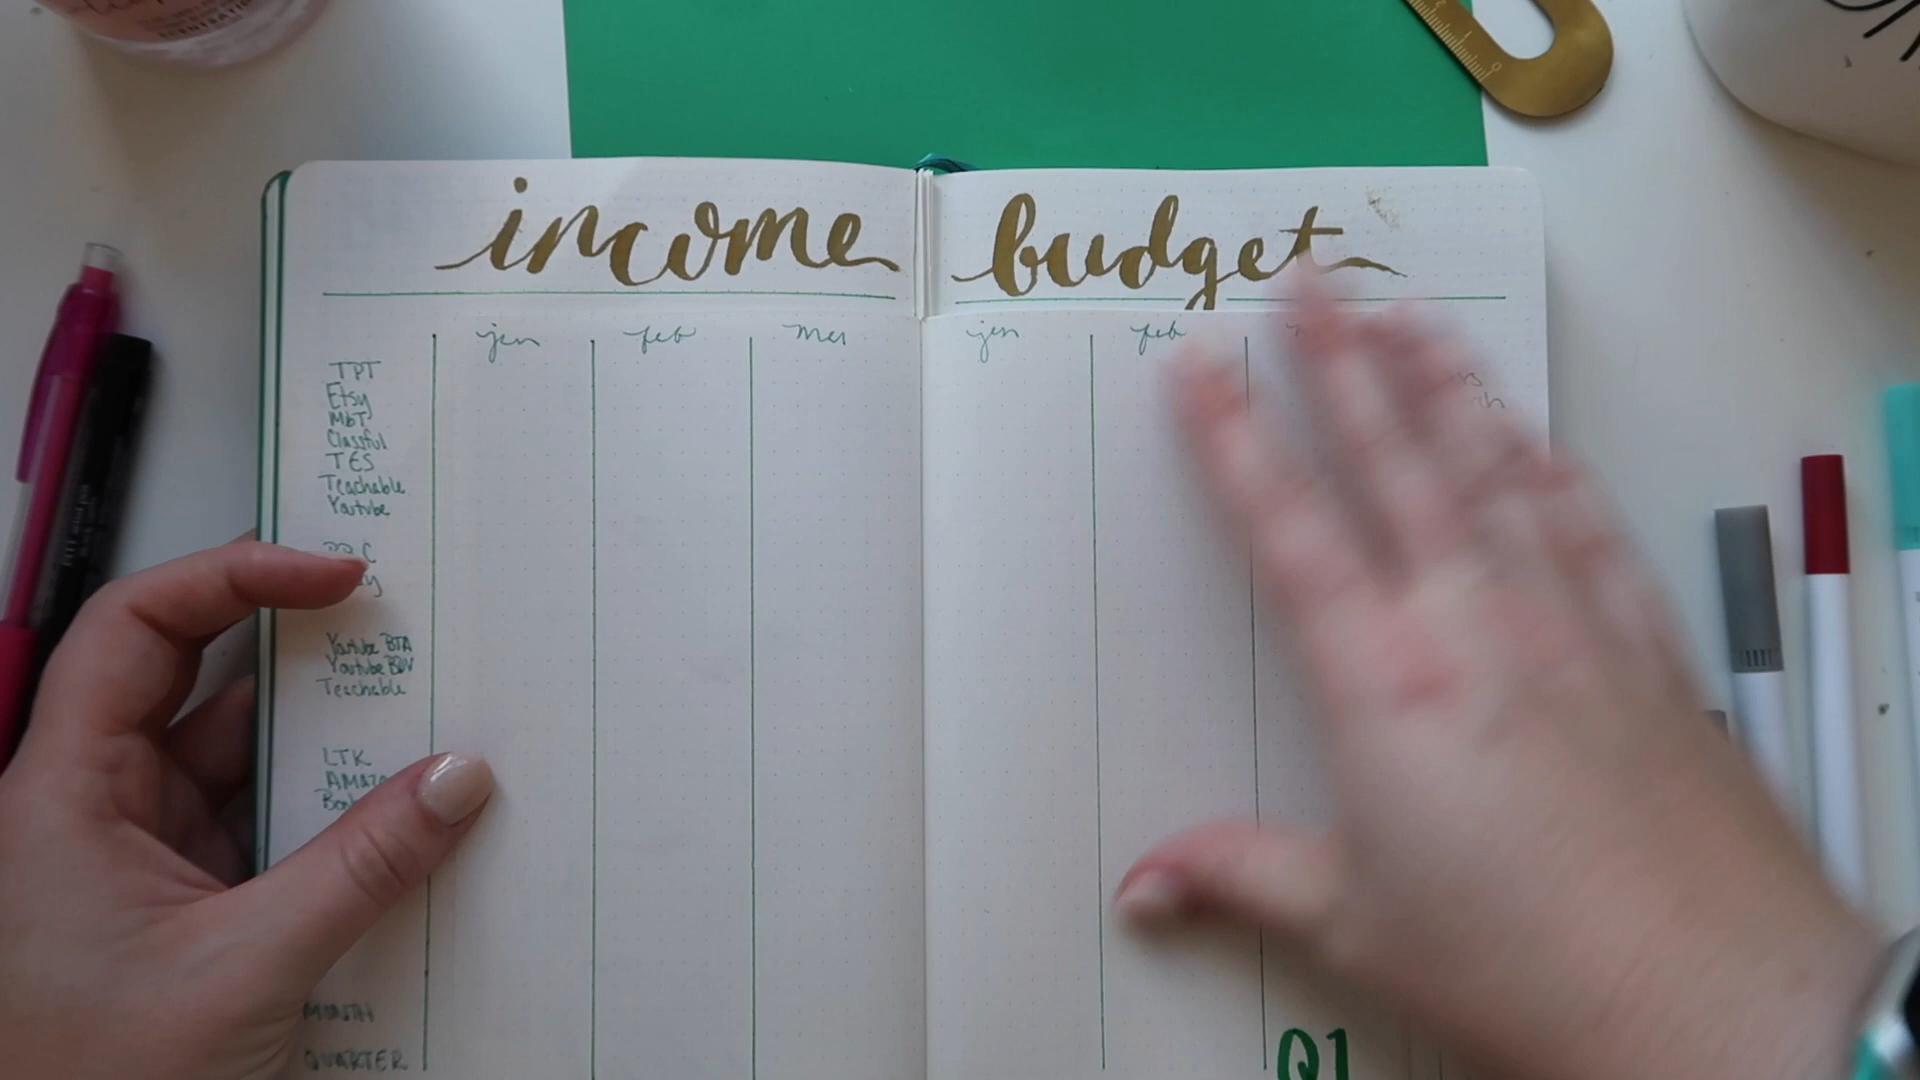 income budget
jan feb mar jan feb
TPT
Etsy
MbT
Classful
TES
Teachable
Youtube
Youtube BTA
Youtube
Teachable
LTK
MONTH
QUARTER
Q1